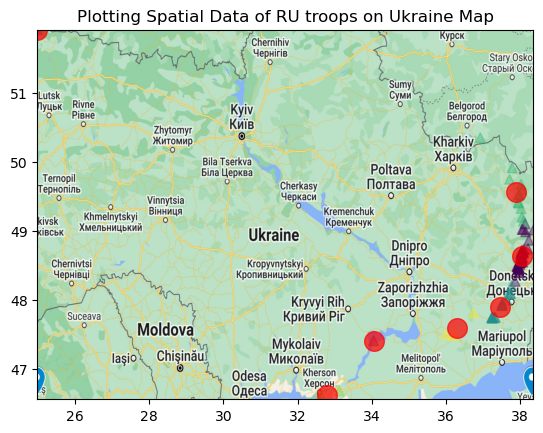 Plotting Spatial Data of RU troops on Ukraine Map
Курск
Chernihiv
Чернігів
Stary Osko
Старый Оск
51
Lutsk
Луцьк
Rivne
Рівне
Sumy
Суми
Belgorod
Белгород
Kyiv
Київ
Zhytomyr
Житомир
Kharkiv
Харків
50
Bila Tserkva
Біла Церква
Poltava
Полтава
Ternopil
Тернопіль
Cherkasy
Черкаси
Vinnytsia
Вінниця
Kremenchuk
Кременчук
kivsk
ківськ
Khmelnytskyi
Хмельницький
49
Ukraine
Dnipro
Дніпро
Chernivtsi
Чернівці
Kropyvnytskyi
Кропивницький
Donetsk
Донецьк
Zaporizhzhia
Запоріжжя
48
Suceava
Kryvyi Rih
Кривий Ріг
Moldova
Mariupol
Маріуполь
Mykolaiv
Миколаїв
Iași
Chișinău
Melitopol'
Мелітополь
47
Odesa
Одеса
Kherson
Херсон
Yev
26
28
30
32
34
36
38